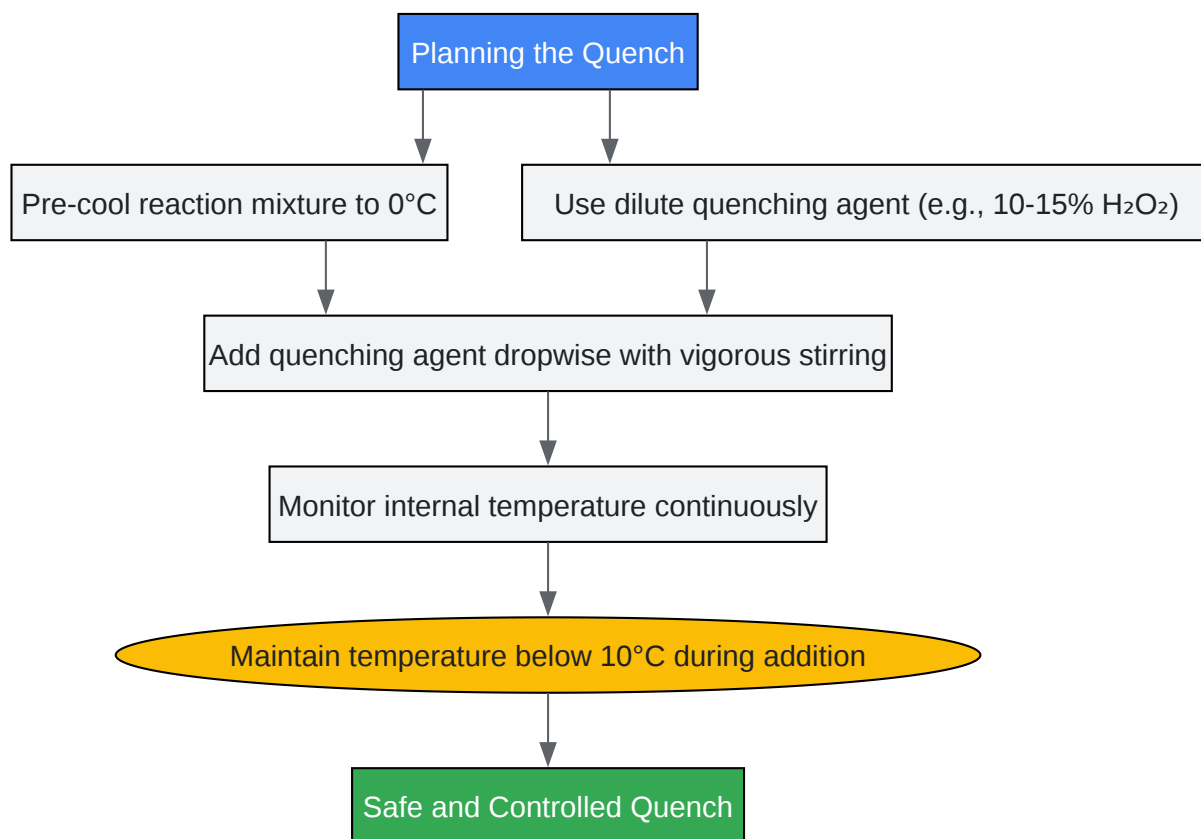 Planning the Quench
Pre-cool reaction mixture to 0°C
Use dilute quenching agent (e.g., 10-15% H₂O₂)
Add quenching agent dropwise with vigorous stirring
Monitor internal temperature continuously
Maintain temperature below 10°C during addition
Safe and Controlled Quench